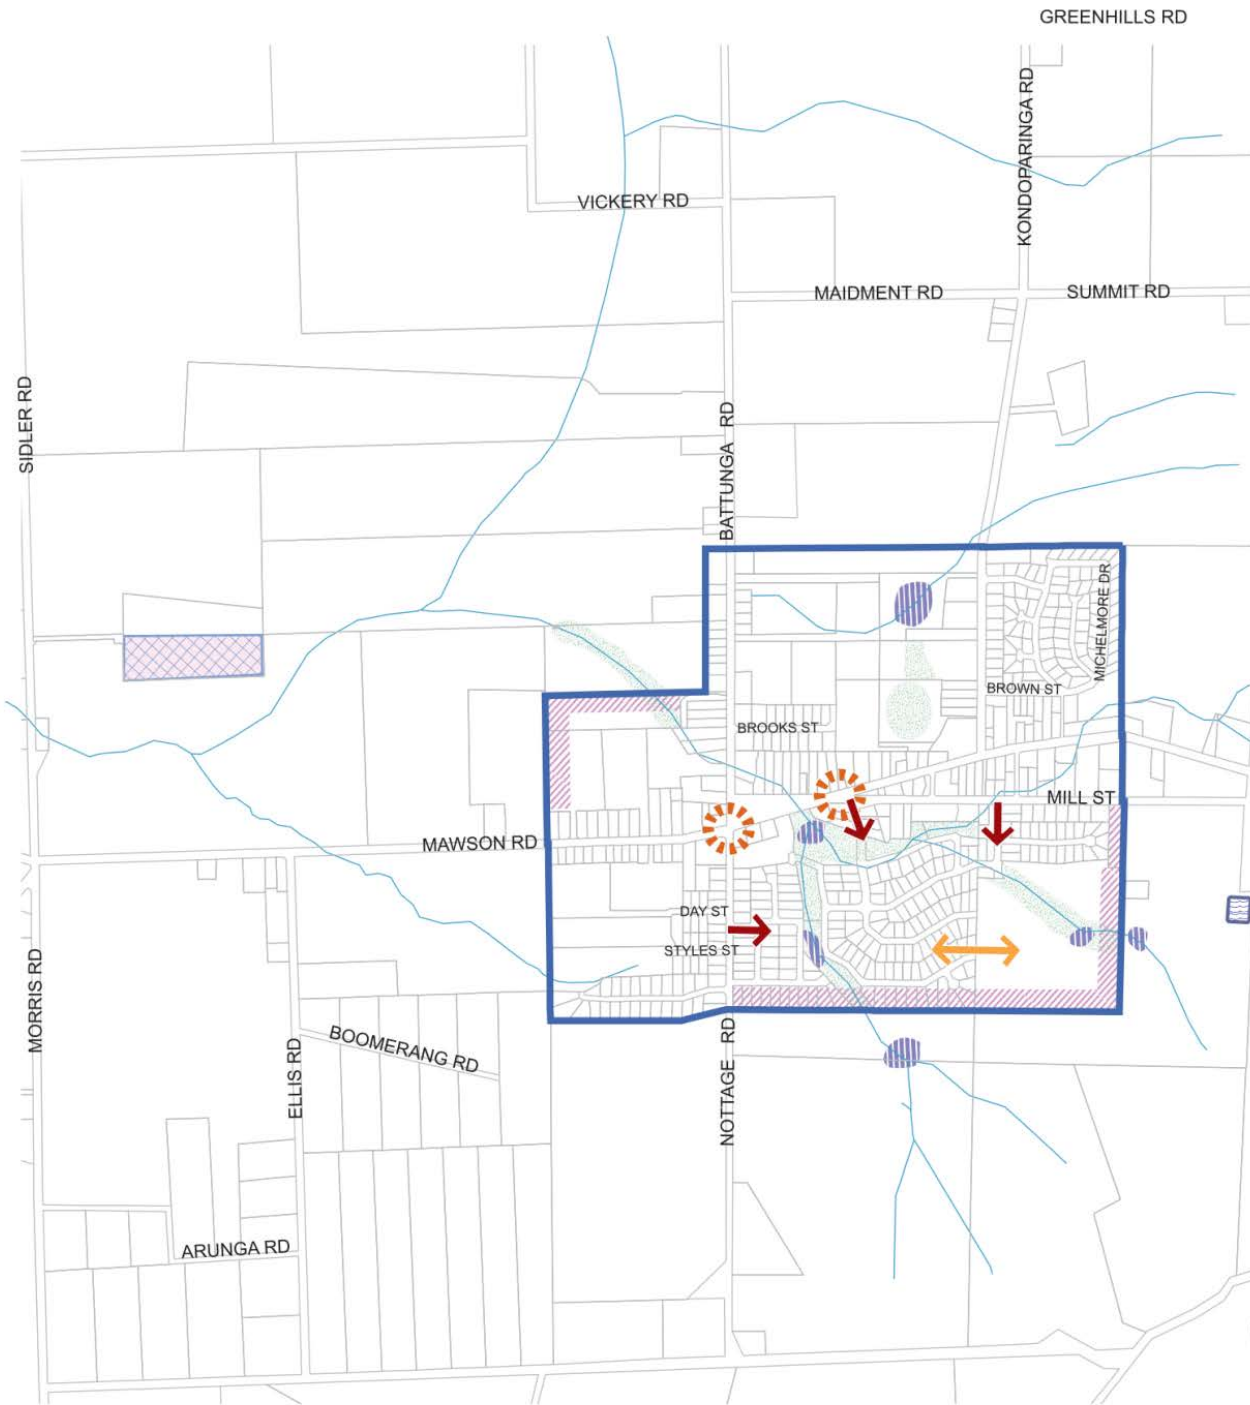 GREENHILLS RD
KONDOPARINGA RD
VICKERY RD
MAIDMENT RD
SUMMIT RD
SIDLER RD
BATTUNGA RD
MICHELMORE DR
BROWN ST
BROOKS ST
MILL ST
MAWSON RD
DAY ST
STYLES ST
MORRIS RD
BOOMERANG RD
ELLIS RD
NOTTAGE RD
ARUNGA RD